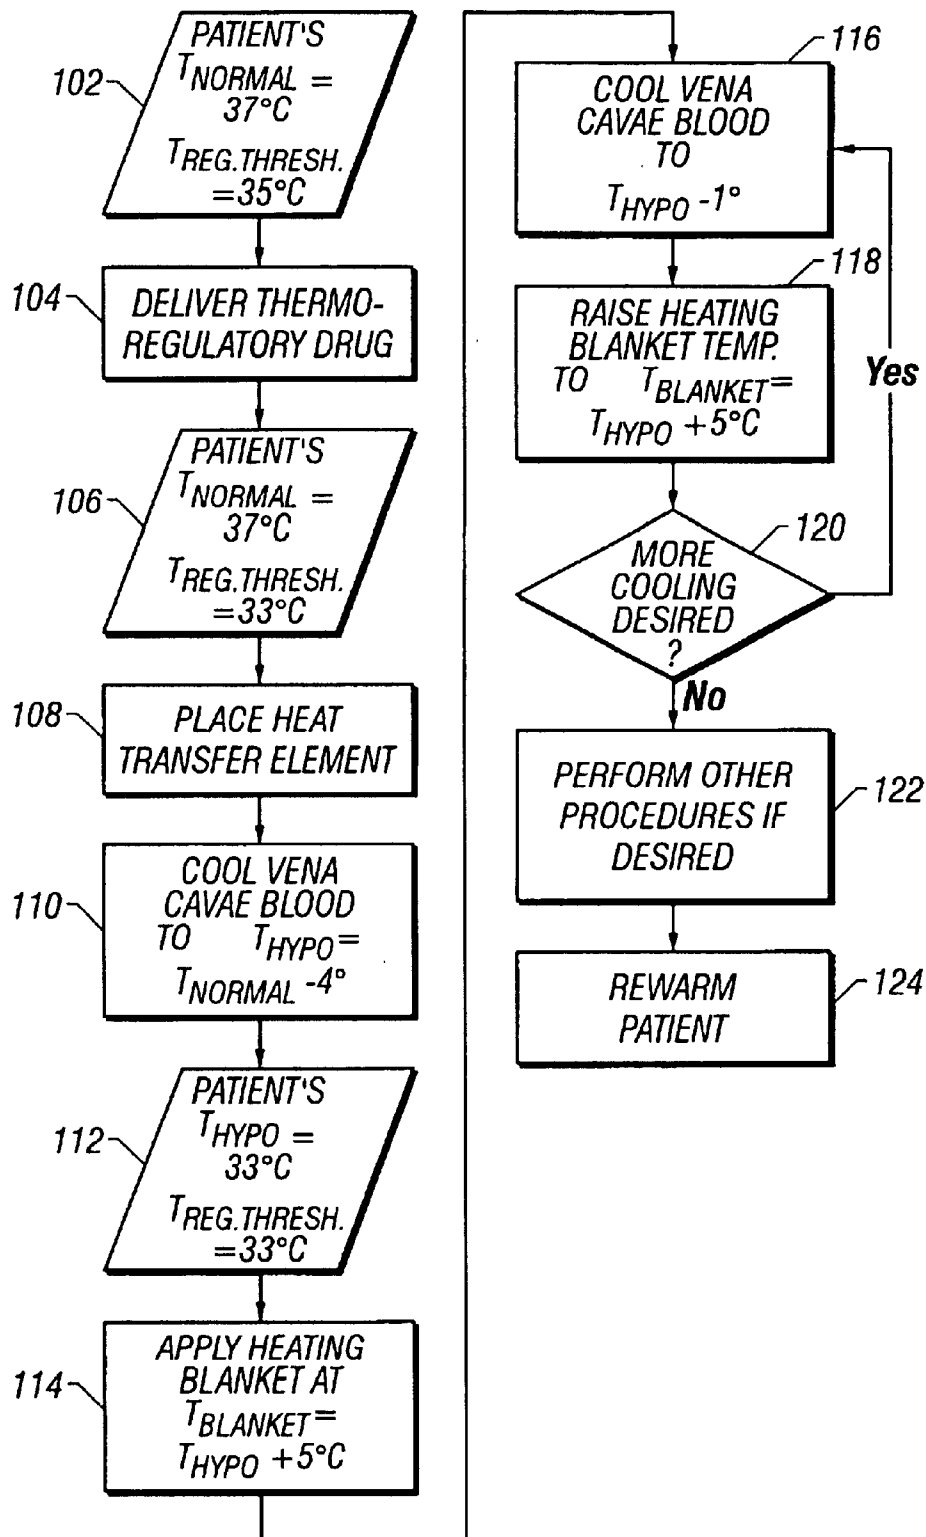 102
PATIENT'S
TNORMAL =
37°C
TREG.THRESH.
=35°C
104
DELIVER THERMO-
REGULATORY DRUG
106
PATIENT'S
TNORMAL =
37°C
TREG.THRESH.
=33°C
108
PLACE HEAT
TRANSFER ELEMENT
110
COOL VENA
CAVAE BLOOD
TO THYPO=
TNORMAL -4°
112
PATIENT'S
THYPO =
33°C
TREG.THRESH.
=33°C
114
APPLY HEATING
BLANKET AT
TBLANKET=
THYPO +5°C
116
COOL VENA
CAVAE BLOOD
TO
THYPO -1°
118
RAISE HEATING
BLANKET TEMP.
TO TBLANKET=
THYPO +5°C
Yes
120
MORE
COOLING
DESIRED
?
No
PERFORM OTHER
PROCEDURES IF
DESIRED
122
REWARM
PATIENT
124